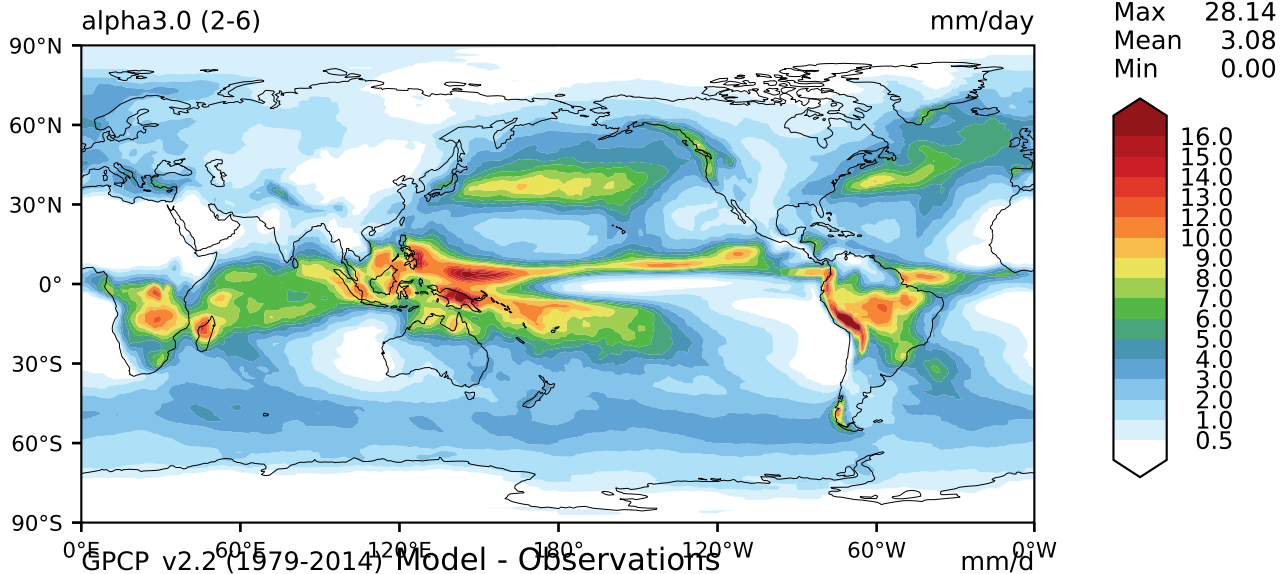 alpha3.0 (2-6) mm/day
Max 28.14
Mean 3.08
Min 0.00
90°N
60°N
30°N
0°
30°S
60°S
90°S
16.0
15.0
14.0
13.0
12.0
10.0
9.0
8.0
7.0
6.0
5.0
4.0
3.0
2.0
1.0
0.5
0°E 60°E 120°E 180° 120°W 60°W 0°W
GPCP v2.2 (1979-2014) Model - Observations mm/d